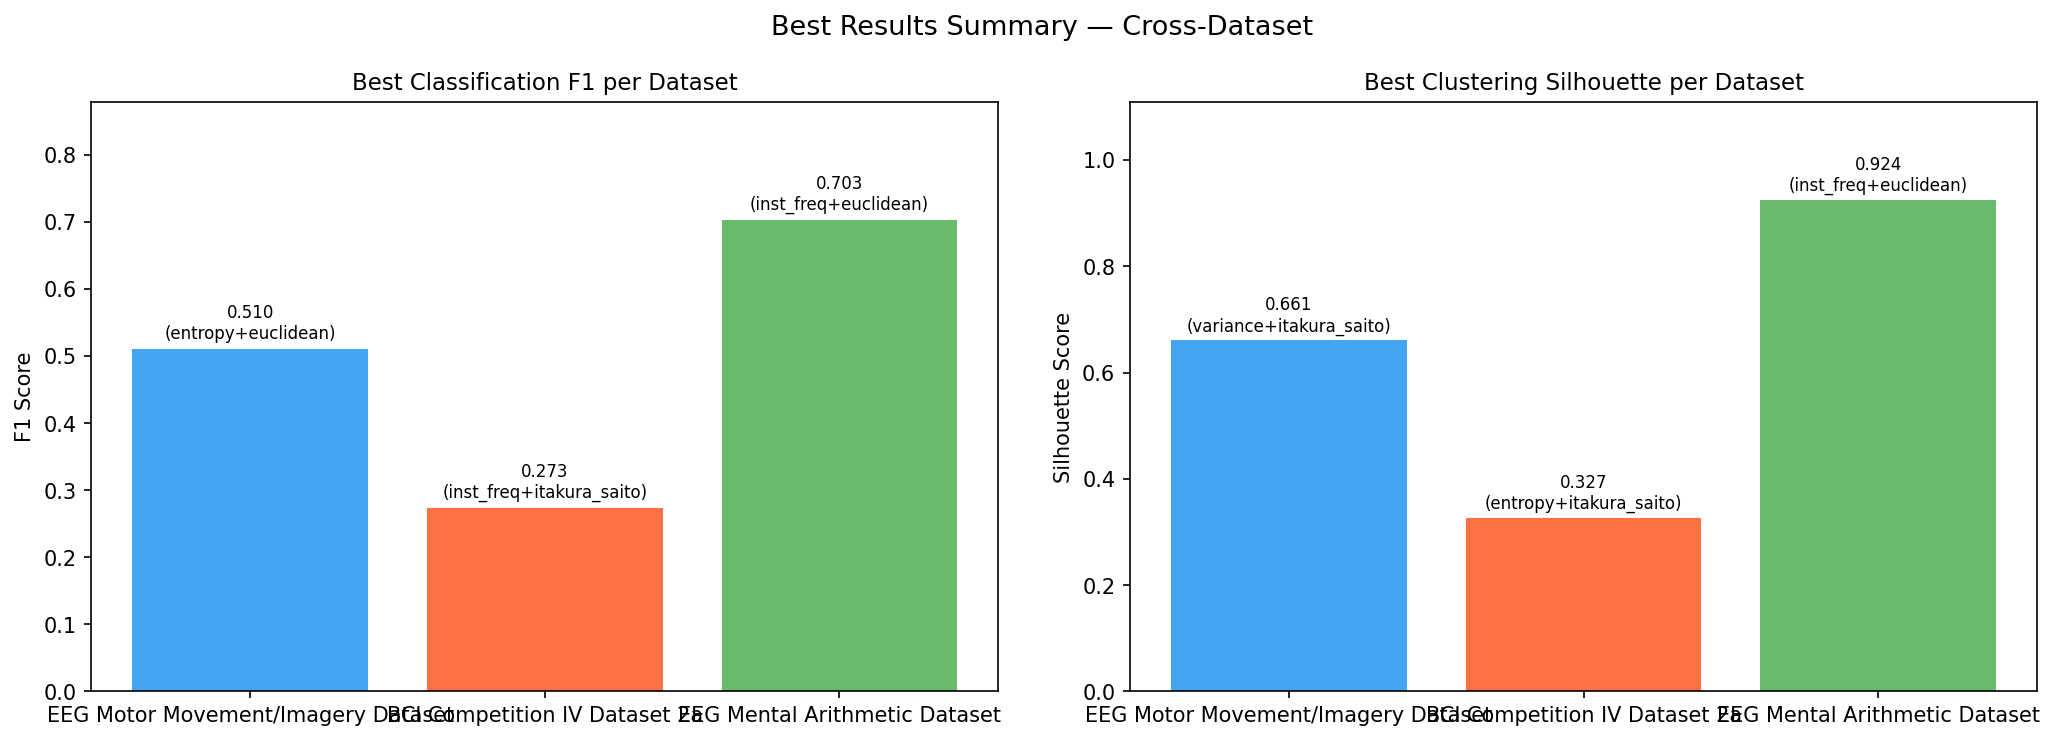 Best Results Summary — Cross-Dataset
Best Classification F1 per Dataset
F1 Score
0.8
0.7
0.6
0.5
0.4
0.3
0.2
0.1
0.0
0.510
(entropy+euclidean)
0.273
(inst_freq+itakura_saito)
0.703
(inst_freq+euclidean)
EEG Motor Movement/Imagery Dataset
BCI Competition IV Dataset 2a
EEG Mental Arithmetic Dataset
Best Clustering Silhouette per Dataset
Silhouette Score
1.0
0.8
0.6
0.4
0.2
0.0
0.661
(variance+itakura_saito)
0.327
(entropy+itakura_saito)
0.924
(inst_freq+euclidean)
EEG Motor Movement/Imagery Dataset
BCI Competition IV Dataset 2a
EEG Mental Arithmetic Dataset